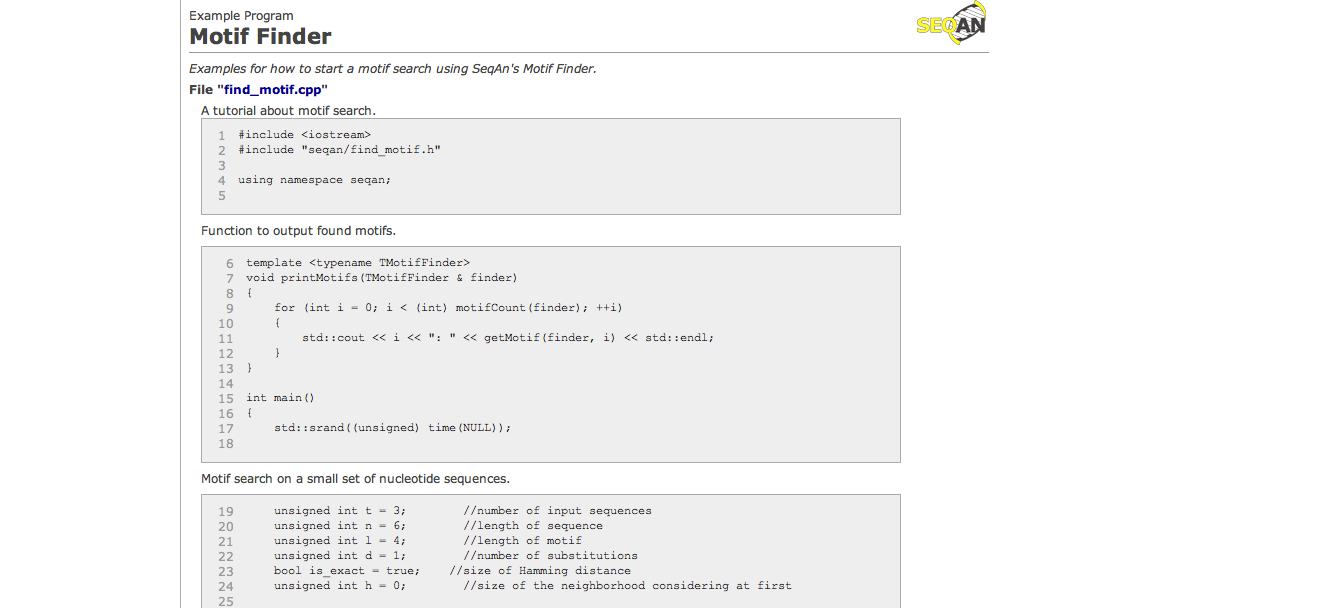 Example Program
Motif Finder
SEQAN
Examples for how to start a motif search using SeqAn's Motif Finder.
File "find_motif.cpp"
A tutorial about motif search.
1 #include <iostream>
2 #include "seqan/find_motif.h"
3
4 using namespace seqan;
5
Function to output found motifs.
6 template <typename TMotifFinder>
7 void printMotifs(TMotifFinder & finder)
8 {
9     for (int i = 0; i < (int) motifCount(finder); ++i)
10     {
11         std::cout << i << ": " << getMotif(finder, i) << std::endl;
12     }
13 }
14
15 int main()
16 {
17     std::srand((unsigned) time(NULL));
18
Motif search on a small set of nucleotide sequences.
19     unsigned int t = 3;        //number of input sequences
20     unsigned int n = 6;        //length of sequence
21     unsigned int l = 4;        //length of motif
22     unsigned int d = 1;        //number of substitutions
23     bool is_exact = true;    //size of Hamming distance
24     unsigned int h = 0;        //size of the neighborhood considering at first
25